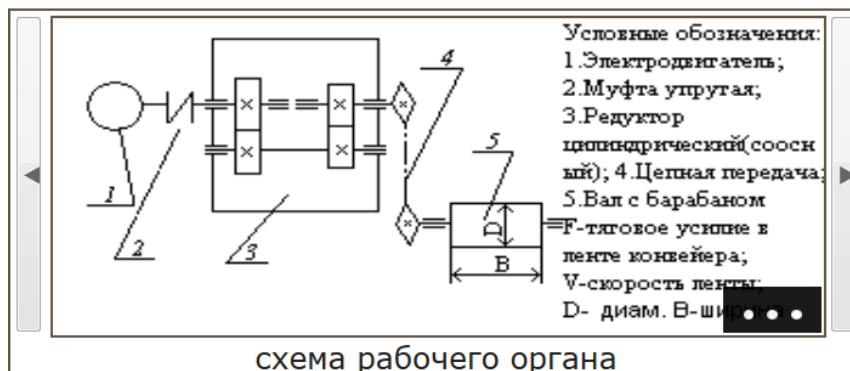 Условные обозначения:
1.Электродвигатель;
2.Муфта упругая;
3.Редуктор
цилиндрический(соосн
ый); 4.Цепная передача;
5.Вал с барабаном
F-тяговое усилие в
ленте конвейера;
V-скорость ленты;
D- диам. В-ширина
1
2
3
4
5
D
B
схема рабочего органа